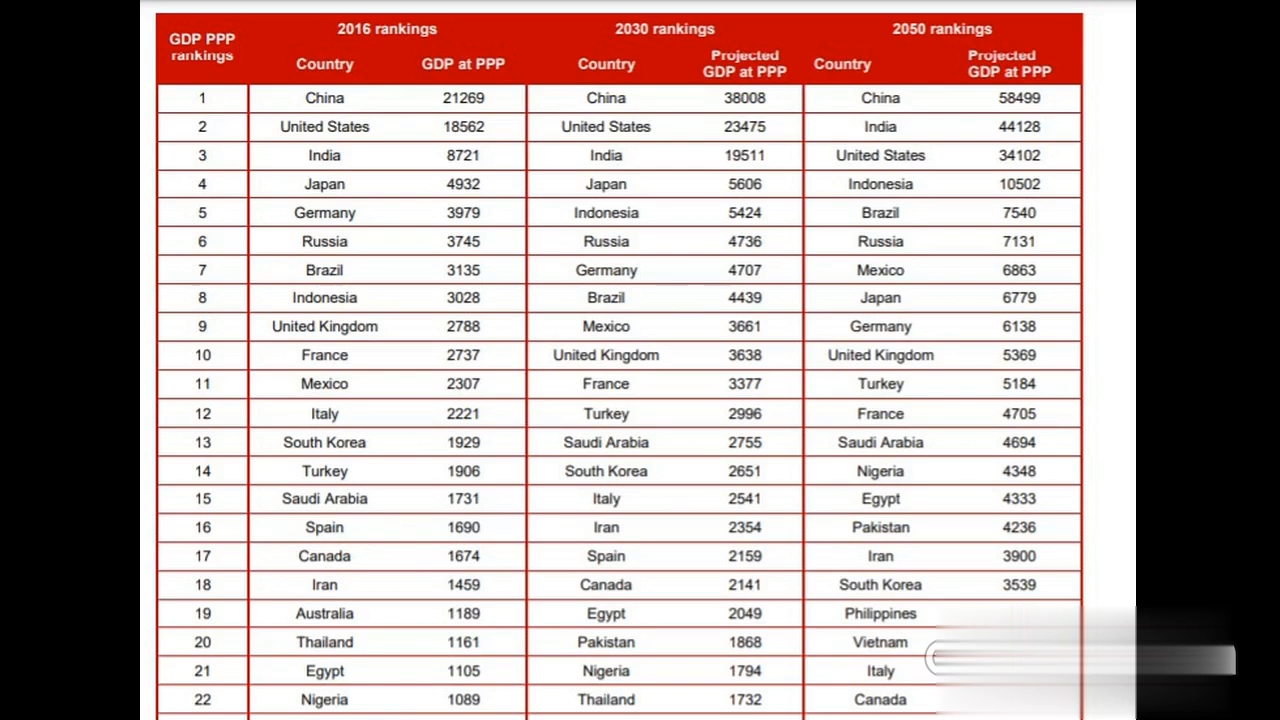 GDP PPP rankings 2016 rankings 2030 rankings 2050 rankings
Country GDP at PPP Country Projected GDP at PPP Country Projected GDP at PPP
1 China 21269 China 38008 China 58499
2 United States 18562 United States 23475 India 44128
3 India 8721 India 19511 United States 34102
4 Japan 4932 Japan 5606 Indonesia 10502
5 Germany 3979 Indonesia 5424 Brazil 7540
6 Russia 3745 Russia 4736 Russia 7131
7 Brazil 3135 Germany 4707 Mexico 6863
8 Indonesia 3028 Brazil 4439 Japan 6779
9 United Kingdom 2788 Mexico 3661 Germany 6138
10 France 2737 United Kingdom 3638 United Kingdom 5369
11 Mexico 2307 France 3377 Turkey 5184
12 Italy 2221 Turkey 2996 France 4705
13 South Korea 1929 Saudi Arabia 2755 Saudi Arabia 4694
14 Turkey 1906 South Korea 2651 Nigeria 4348
15 Saudi Arabia 1731 Italy 2541 Egypt 4333
16 Spain 1690 Iran 2354 Pakistan 4236
17 Canada 1674 Spain 2159 Iran 3900
18 Iran 1459 Canada 2141 South Korea 3539
19 Australia 1189 Egypt 2049 Philippines
20 Thailand 1161 Pakistan 1868 Vietnam
21 Egypt 1105 Nigeria 1794 Italy
22 Nigeria 1089 Thailand 1732 Canada